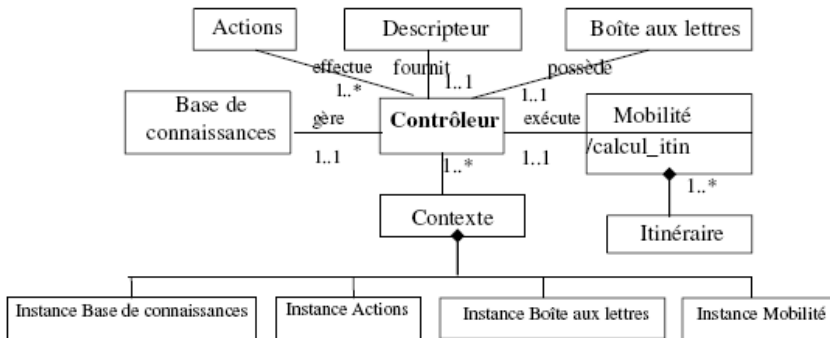 Actions
Descripteur
Boîte aux lettres
effectue
fournit
possède
1..*
1..1
1..1
Base de
connaissances
gère
Contrôleur
exécute
Mobilité
/calcul_itin
1..1
1..*
1..1
1..*
Contexte
Itinéraire
Instance Base de connaissances
Instance Actions
Instance Boîte aux lettres
Instance Mobilité